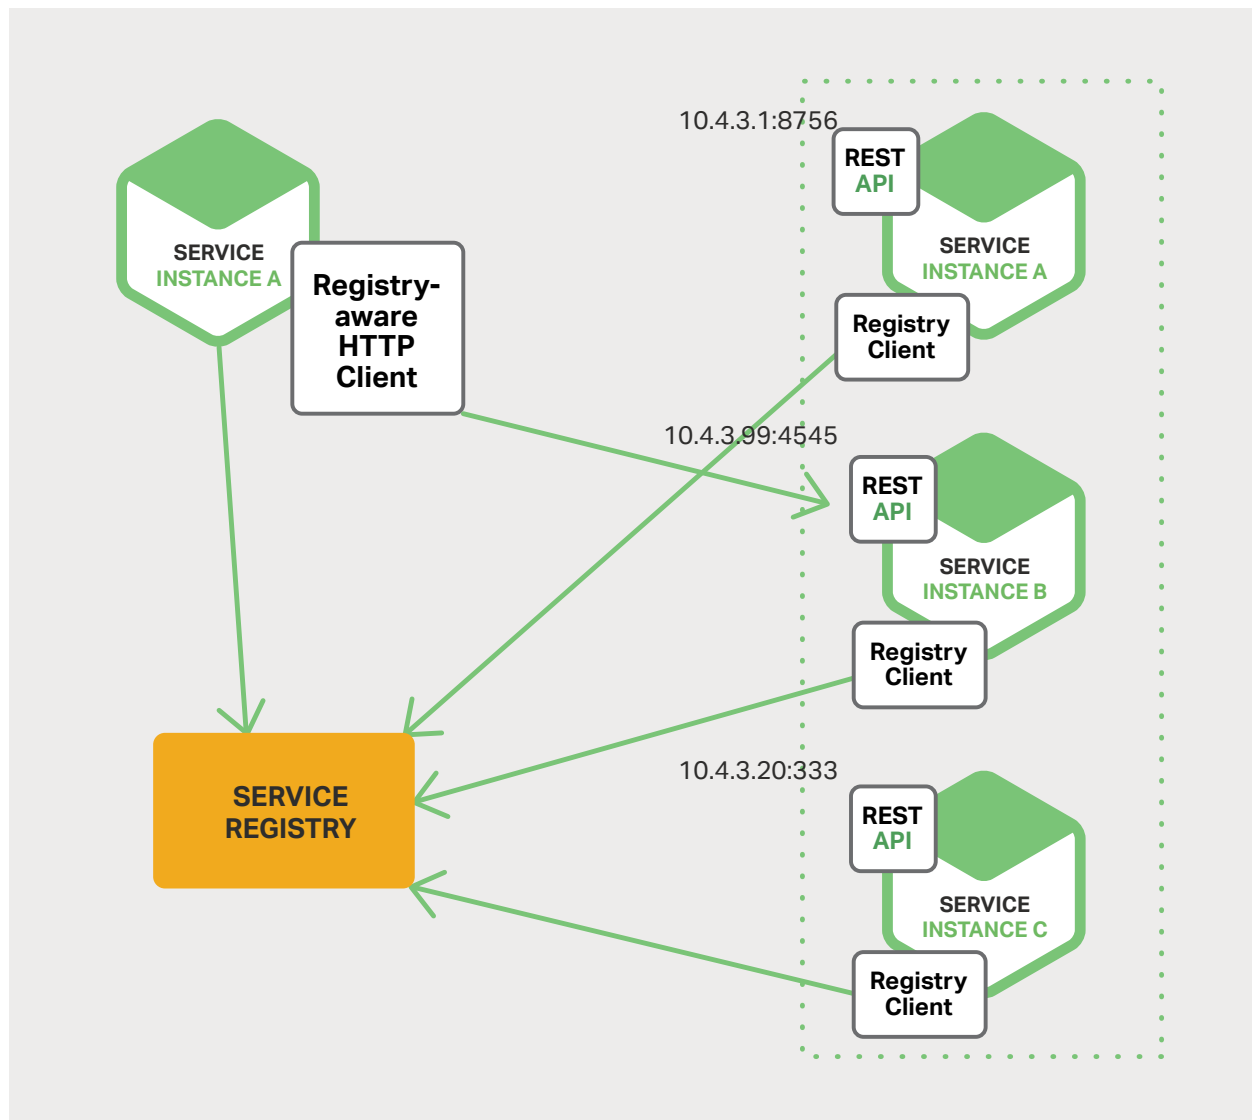 SERVICE
INSTANCE A
Registry-
aware
HTTP
Client
SERVICE
REGISTRY
10.4.3.1:8756
REST
API
SERVICE
INSTANCE A
Registry
Client
10.4.3.99:4545
REST
API
SERVICE
INSTANCE B
Registry
Client
10.4.3.20:333
REST
API
SERVICE
INSTANCE C
Registry
Client